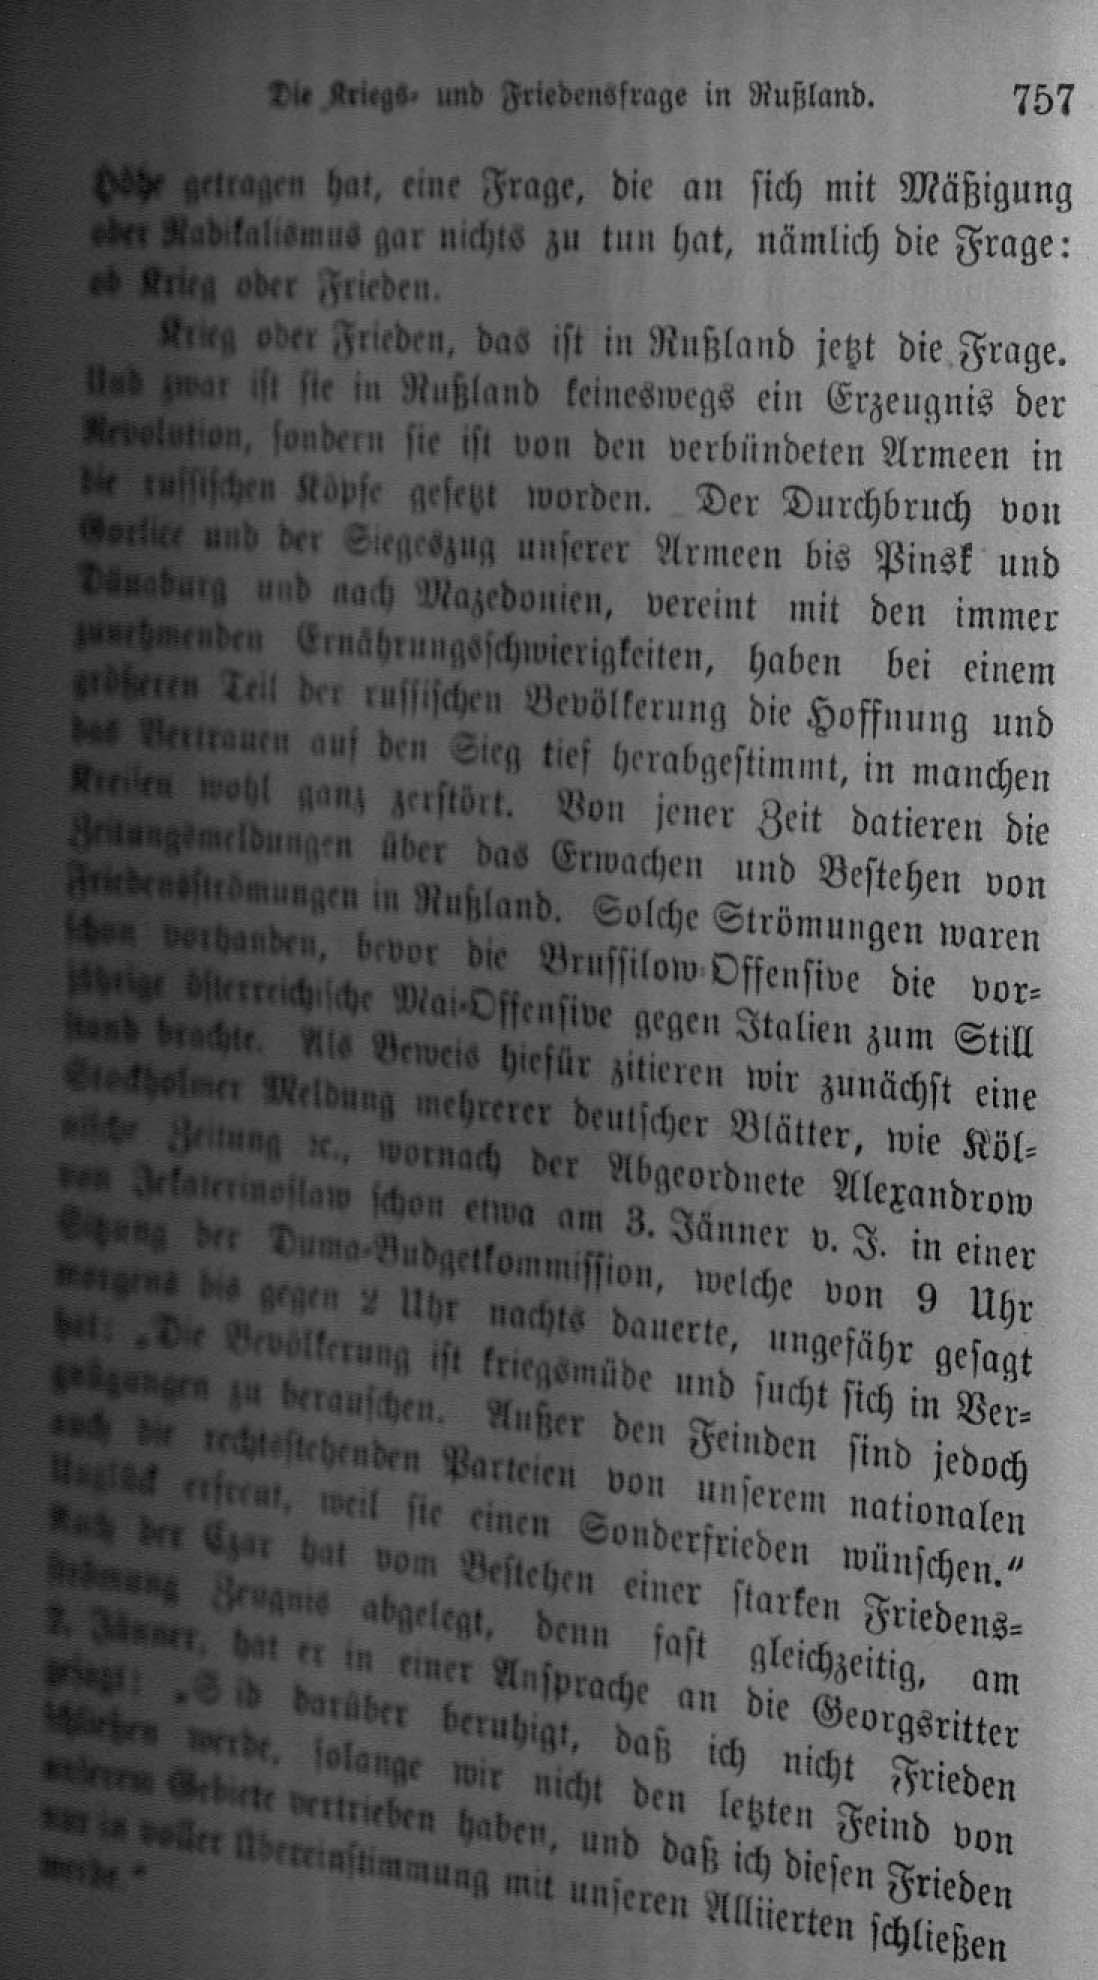 Die Kriegs- und Friedensfrage in Rußland. 757
Höhe getragen hat, eine Frage, die an sich mit Mäßigung
oder Radikalismus gar nichts zu tun hat, nämlich die Frage:
ob Krieg oder Frieden.
Krieg oder Frieden, das ist in Rußland jetzt die Frage.
Und zwar ist sie in Rußland keineswegs ein Erzeugnis der
Revolution, sondern sie ist von den verbündeten Armeen in
die russischen Köpfe gesetzt worden. Der Durchbruch von
Gorlice und der Siegeszug unserer Armeen bis Pinsk und
Dünaburg und nach Mazedonien, vereint mit den immer
zunehmenden Ernährungsschwierigkeiten, haben bei einem
größeren Teil der russischen Bevölkerung die Hoffnung und
das Vertrauen auf den Sieg tief herabgestimmt, in manchen
Kreisen wohl ganz zerstört. Von jener Zeit datieren die
Zeitungsmeldungen über das Erwachen und Bestehen von
Friedensströmungen in Rußland. Solche Strömungen waren
schon vorhanden, bevor die Brussilow-Offensive die vor-
jährige österreichische Mai-Offensive gegen Italien zum Still
stand brachte. Als Beweis hiefür zitieren wir zunächst eine
Stockholmer Meldung mehrerer deutscher Blätter, wie Köl-
nische Zeitung ꝛc., wornach der Abgeordnete Alexandrow
von Jekaterinoslaw schon etwa am 3. Jänner v. J. in einer
Sitzung der Duma-Budgetkommission, welche von 9 Uhr
morgens bis gegen 2 Uhr nachts dauerte, ungefähr gesagt
hat: „Die Bevölkerung ist kriegsmüde und sucht sich in Ver-
gnügungen zu berauschen. Außer den Feinden sind jedoch
auch die rechtsstehenden Parteien von unserem nationalen
Unglück erfreut, weil sie einen Sonderfrieden wünschen.“
Auch der Czar hat vom Bestehen einer starken Friedens-
strömung Zeugnis abgelegt, denn fast gleichzeitig, am
2. Jänner, hat er in einer Ansprache an die Georgsritter
gesagt: „S id darüber beruhigt, daß ich nicht Frieden
schließen werde, solange wir nicht den letzten Feind von
unserem Gebiete vertrieben haben, und daß ich diesen Frieden
nur in voller Übereinstimmung mit unseren Alliierten schließen
werde.“